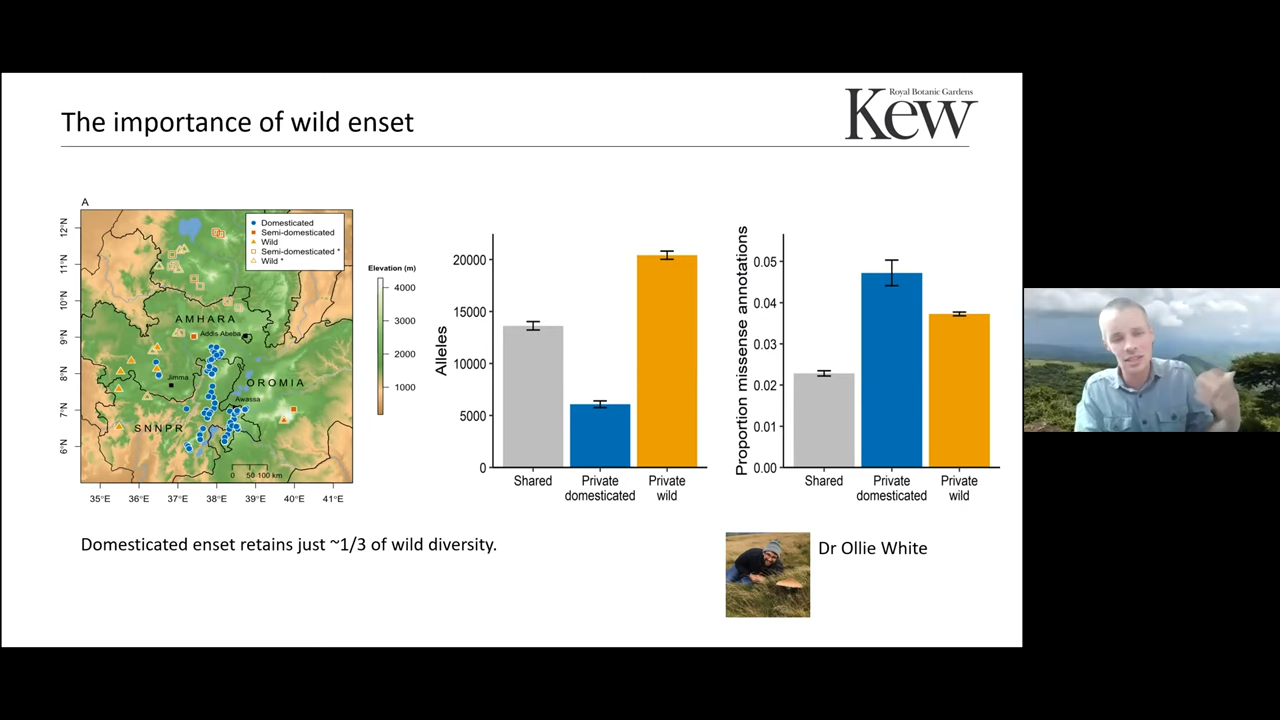 The importance of wild enset
Royal Botanic Gardens
Kew
A
12°N
11°N
10°N
9°N
8°N
7°N
6°N
Domesticated
Semi-domesticated
Wild
Semi-domesticated *
Wild *
AMHARA
Addis Abeba
Jimma
OROMIA
Awassa
SNNPR
0 50 100 km
35°E 36°E 37°E 38°E 39°E 40°E 41°E
Elevation (m)
4000
3000
2000
1000
Alleles
20000
15000
10000
5000
0
Shared
Private domesticated
Private wild
Proportion missense annotations
0.05
0.04
0.03
0.02
0.01
0.00
Shared
Private domesticated
Private wild
Domesticated enset retains just ~1/3 of wild diversity.
Dr Ollie White